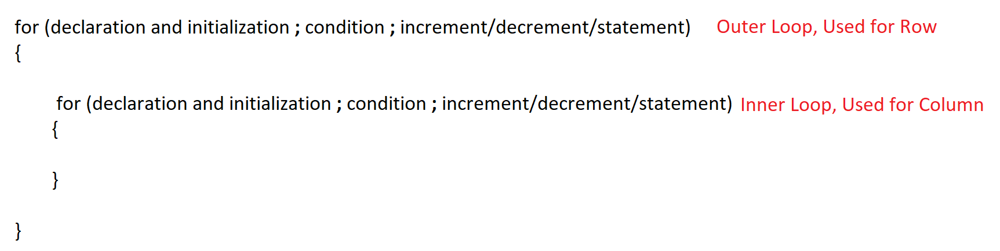 for (declaration and initialization ; condition ; increment/decrement/statement) Outer Loop, Used for Row
{
for (declaration and initialization ; condition ; increment/decrement/statement) Inner Loop, Used for Column
{
}
}